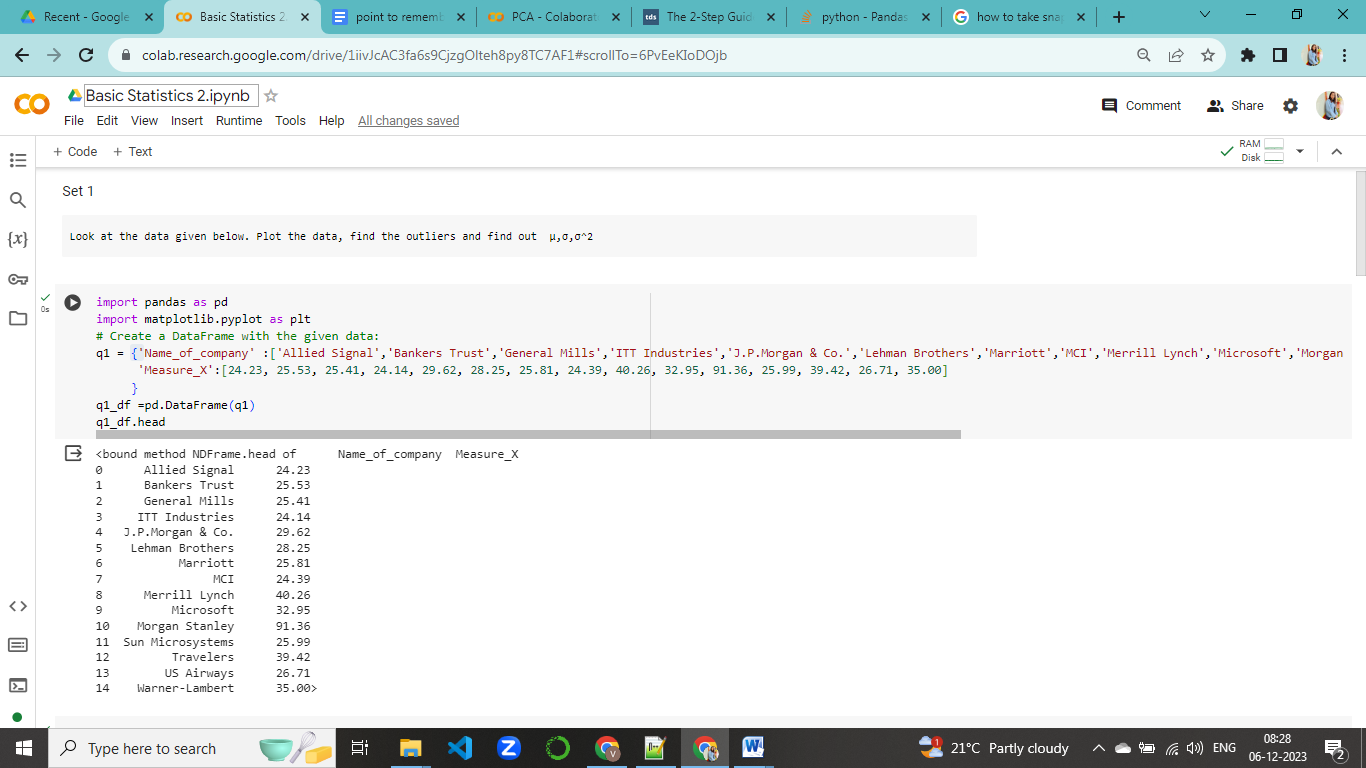 Recent - Google
Basic Statistics 2.
point to rememb
PCA - Colaborat
tds
The 2-Step Guid
python - Pandas
how to take snap
colab.research.google.com/drive/1iivJcAC3fa6s9CjzgOlteh8py8TC7AF1#scrollTo=6PvEeKIoDOjb
Basic Statistics 2.ipynb
Comment
Share
File Edit View Insert Runtime Tools Help All changes saved
+ Code + Text
RAM
Disk
Set 1
Look at the data given below. Plot the data, find the outliers and find out μ,σ,σ^2
0s
import pandas as pd
import matplotlib.pyplot as plt
# Create a DataFrame with the given data:
q1 = {'Name_of_company' :['Allied Signal','Bankers Trust','General Mills','ITT Industries','J.P.Morgan & Co.','Lehman Brothers','Marriott','MCI','Merrill Lynch','Microsoft','Morgan
'Measure_X':[24.23, 25.53, 25.41, 24.14, 29.62, 28.25, 25.81, 24.39, 40.26, 32.95, 91.36, 25.99, 39.42, 26.71, 35.00]
}
q1_df =pd.DataFrame(q1)
q1_df.head
<bound method NDFrame.head of Name_of_company Measure_X
0 Allied Signal 24.23
1 Bankers Trust 25.53
2 General Mills 25.41
3 ITT Industries 24.14
4 J.P.Morgan & Co. 29.62
5 Lehman Brothers 28.25
6 Marriott 25.81
7 MCI 24.39
8 Merrill Lynch 40.26
9 Microsoft 32.95
10 Morgan Stanley 91.36
11 Sun Microsystems 25.99
12 Travelers 39.42
13 US Airways 26.71
14 Warner-Lambert 35.00>
Type here to search
21°C Partly cloudy
ENG
08:28
06-12-2023